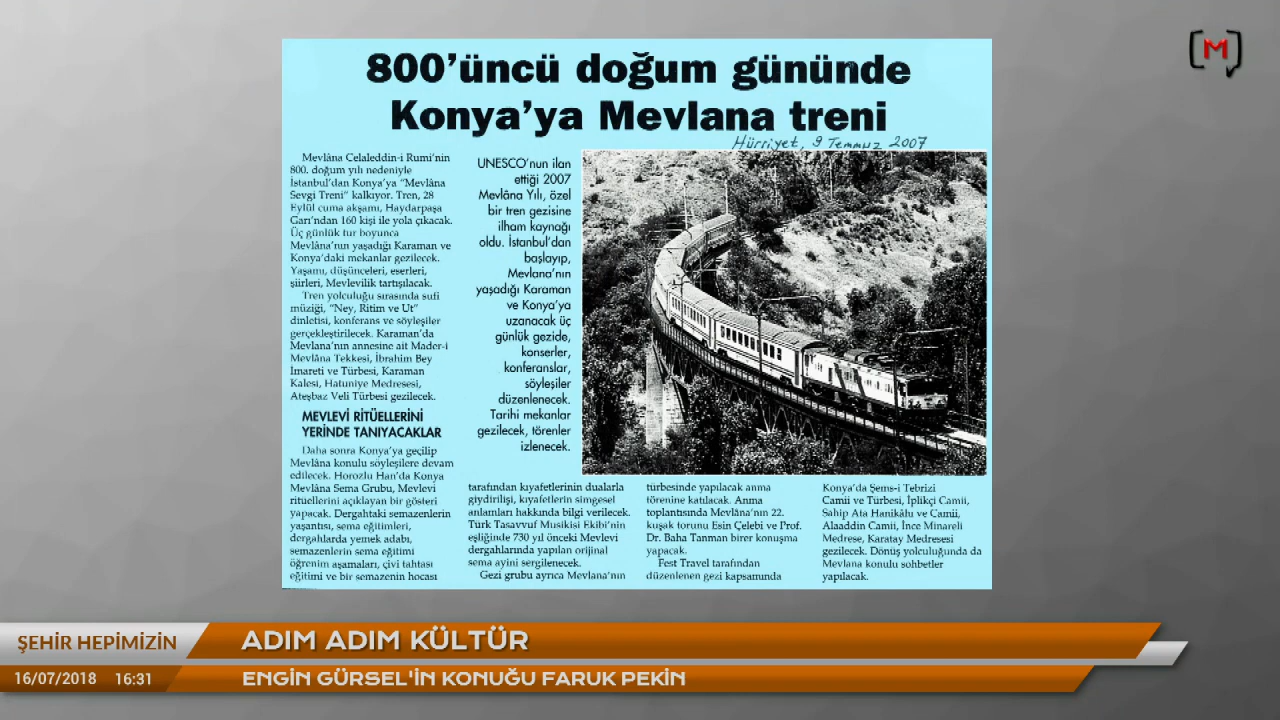 800'üncü doğum gününde
Konya'ya Mevlana treni
Hürriyet, 9 Temmuz 2007
Mevlâna Celaleddin-i Rumi'nin
800. doğum yılı nedeniyle
İstanbul'dan Konya'ya "Mevlâna
Sevgi Treni" kalkıyor. Tren, 28
Eylül cuma akşamı, Haydarpaşa
Garı'ndan 160 kişi ile yola çıkacak.
Üç günlük tur boyunca
Mevlâna'nın yaşadığı Karaman ve
Konya'daki mekanlar gezilecek.
Yaşamı, düşünceleri, eserleri,
şiirleri, Mevlevilik tartışılacak.
Tren yolculuğu sırasında sufi
müziği, "Ney, Ritim ve Ut"
dinletisi, konferans ve söyleşiler
gerçekleştirilecek. Karaman'da
Mevlana'nın annesine ait Mader-i
Mevlâna Tekkesi, İbrahim Bey
İmareti ve Türbesi, Karaman
Kalesi, Hatuniye Medresesi,
Ateşbaz Veli Türbesi gezilecek.
MEVLEVİ RİTÜELLERİNİ
YERİNDE TANIYACAKLAR
Daha sonra Konya'ya geçilip
Mevlâna konulu söyleşilere devam
edilecek. Horozlu Han'da Konya
Mevlâna Sema Grubu, Mevlevi
rituellerini açıklayan bir gösteri
yapacak. Dergahtaki semazenlerin
yaşantısı, sema eğitimleri,
dergahlarda yemek adabı,
semazenlerin sema eğitimi
öğrenim aşamaları, çivi tahtası
eğitimi ve bir semazenin hocası
UNESCO'nun ilan
ettiği 2007
Mevlâna Yılı, özel
bir tren gezisine
ilham kaynağı
oldu. İstanbul'dan
başlayıp,
Mevlana'nın
yaşadığı Karaman
ve Konya'ya
uzanacak üç
günlük gezide,
konserler,
konferanslar,
söyleşiler
düzenlenecek.
Tarihi mekanlar
gezilecek, törenler
izlenecek.
tarafından kıyafetlerinin dualarla
giydirilişi, kıyafetlerin simgesel
anlamları hakkında bilgi verilecek.
Türk Tasavvuf Musikisi Ekibi'nin
eşliğinde 730 yıl önceki Mevlevi
dergahlarında yapılan orijinal
sema ayini sergilenecek.
Gezi grubu ayrıca Mevlana'nın
türbesinde yapılacak anma
törenine katılacak. Anma
toplantısında Mevlâna'nın 22.
kuşak torunu Esin Çelebi ve Prof.
Dr. Baha Tanman birer konuşma
yapacak.
Fest Travel tarafından
düzenlenen gezi kapsamında
Konya'da Şems-i Tebrizi
Camii ve Türbesi, İplikçi Camii,
Sahip Ata Hanikâhı ve Camii,
Alaaddin Camii, İnce Minareli
Medrese, Karatay Medresesi
gezilecek. Dönüş yolculuğunda da
Mevlana konulu sohbetler
yapılacak.
M
ŞEHİR HEPİMİZİN
ADIM ADIM KÜLTÜR
16/07/2018 16:31
ENGİN GÜRSEL'İN KONUĞU FARUK PEKİN